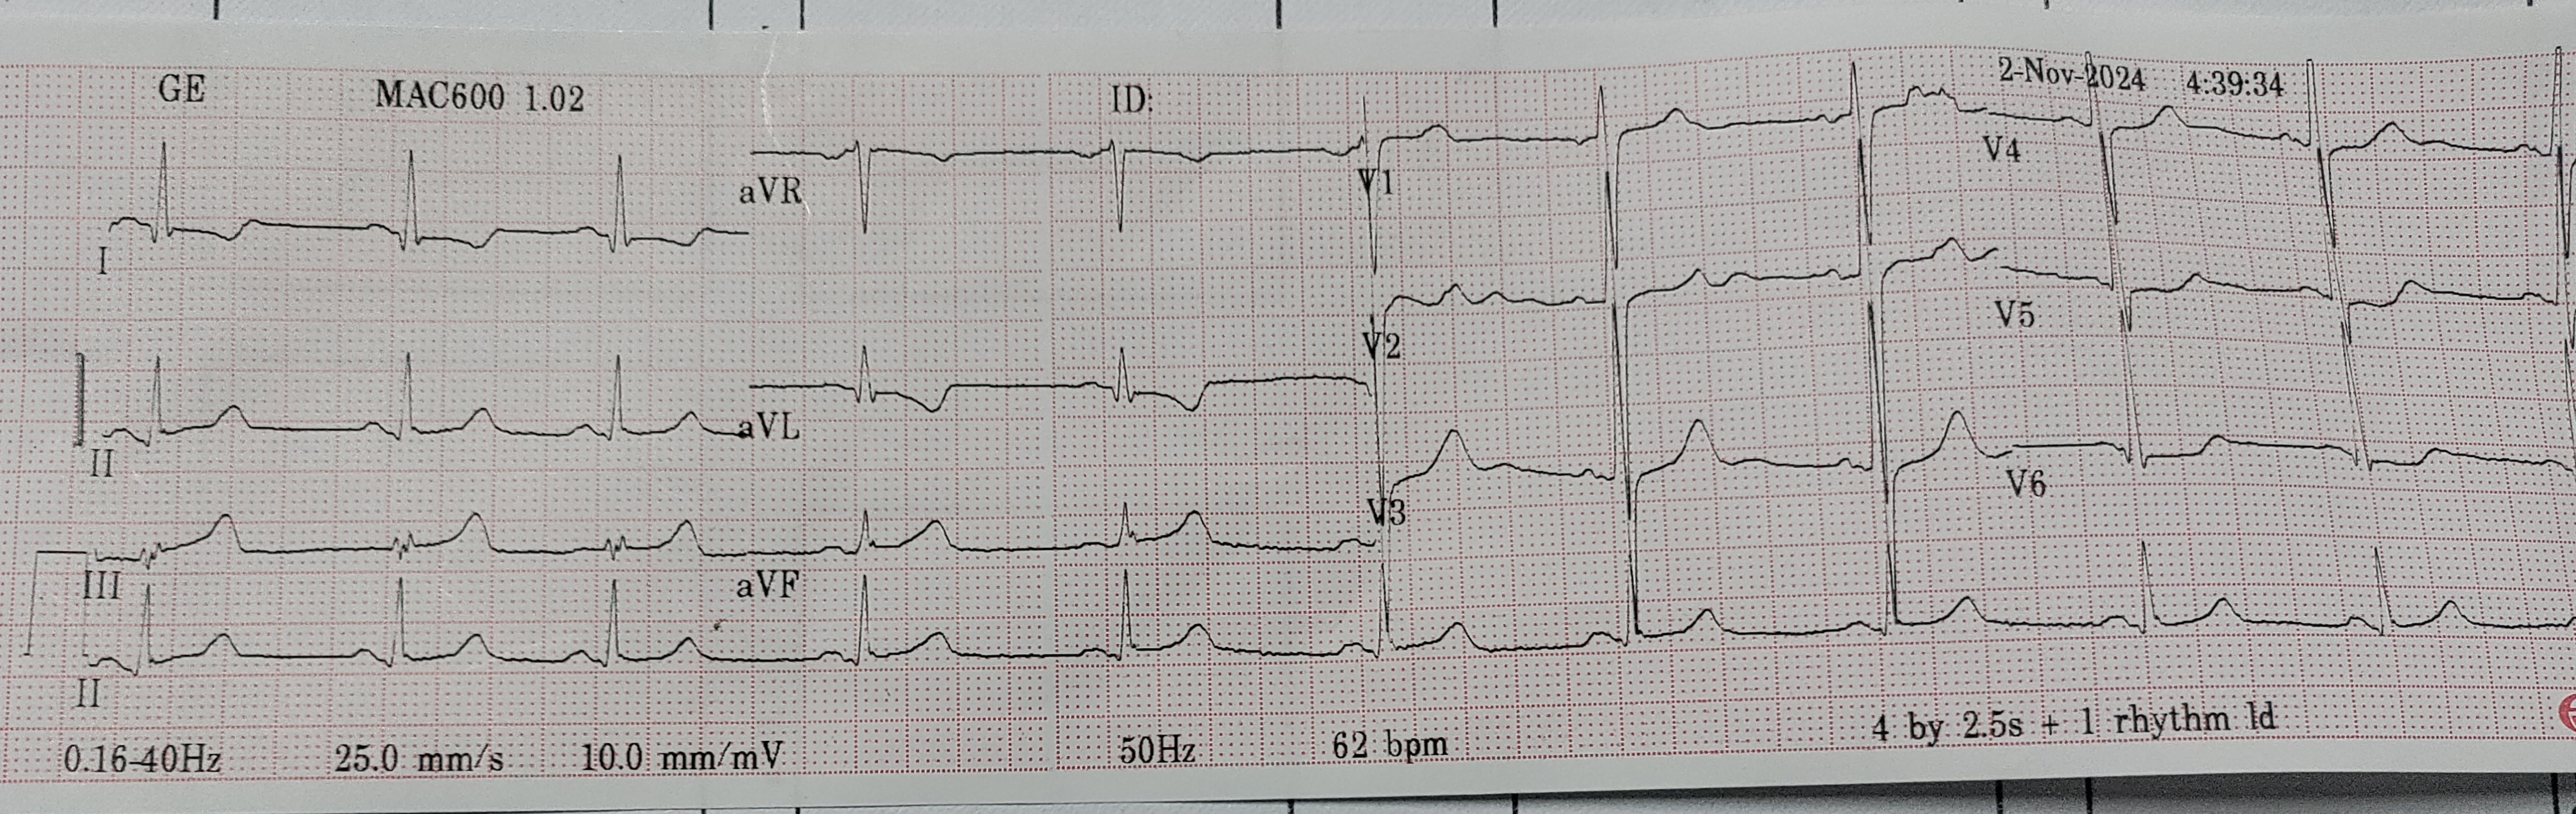 GE MAC600 1.02 ID: 2-Nov-2024 4:39:34
I aVR V1 V4
II aVL V2 V5
III aVF V3 V6
II
0.16-40Hz 25.0 mm/s 10.0 mm/mV 50Hz 62 bpm 4 by 2.5s + 1 rhythm ld